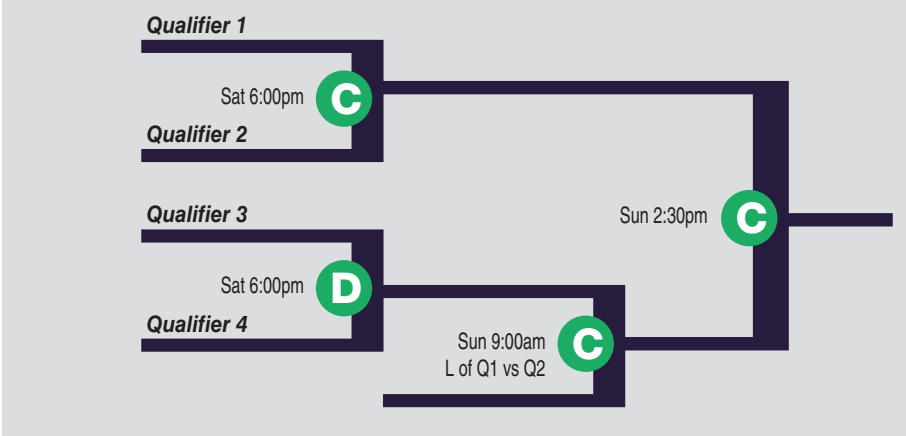 Qualifier 1
Sat 6:00pm
C
Qualifier 2
Qualifier 3
Sun 2:30pm
C
Sat 6:00pm
D
Qualifier 4
Sun 9:00am
L of Q1 vs Q2
C